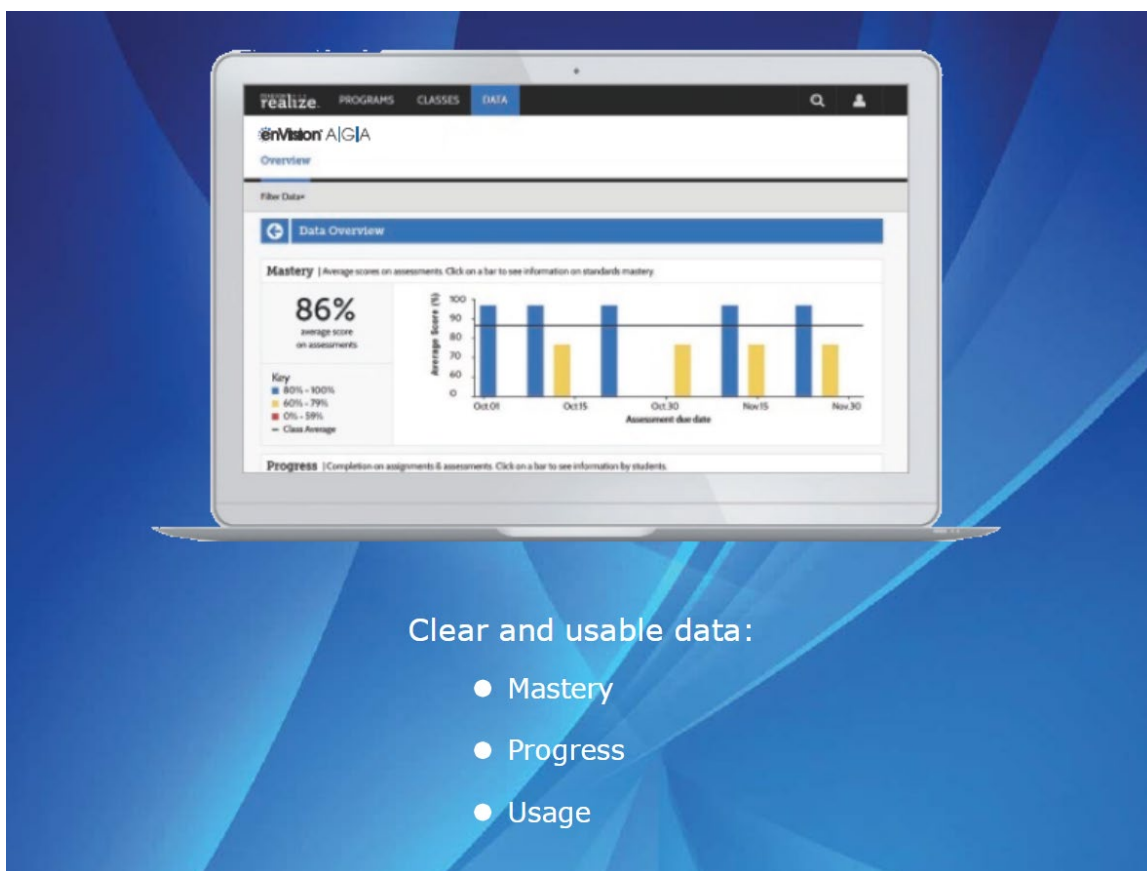 realize.
PROGRAMS CLASSES DATA
enVision A|G|A
Overview
Filter Data
Data Overview
Mastery | Average scores on assessments. Click on a bar to see information on standards mastery.
86%
average score
on assessments
Key
80% - 100%
60% - 79%
0% - 59%
Class Average
Average Score (%)
100
90
80
70
60
0
Oct.01 Oct.15 Oct.30 Nov.15 Nov.30
Assessment due date
Progress | Completion on assignments & assessments. Click on a bar to see information by students.
Clear and usable data:
● Mastery
● Progress
● Usage